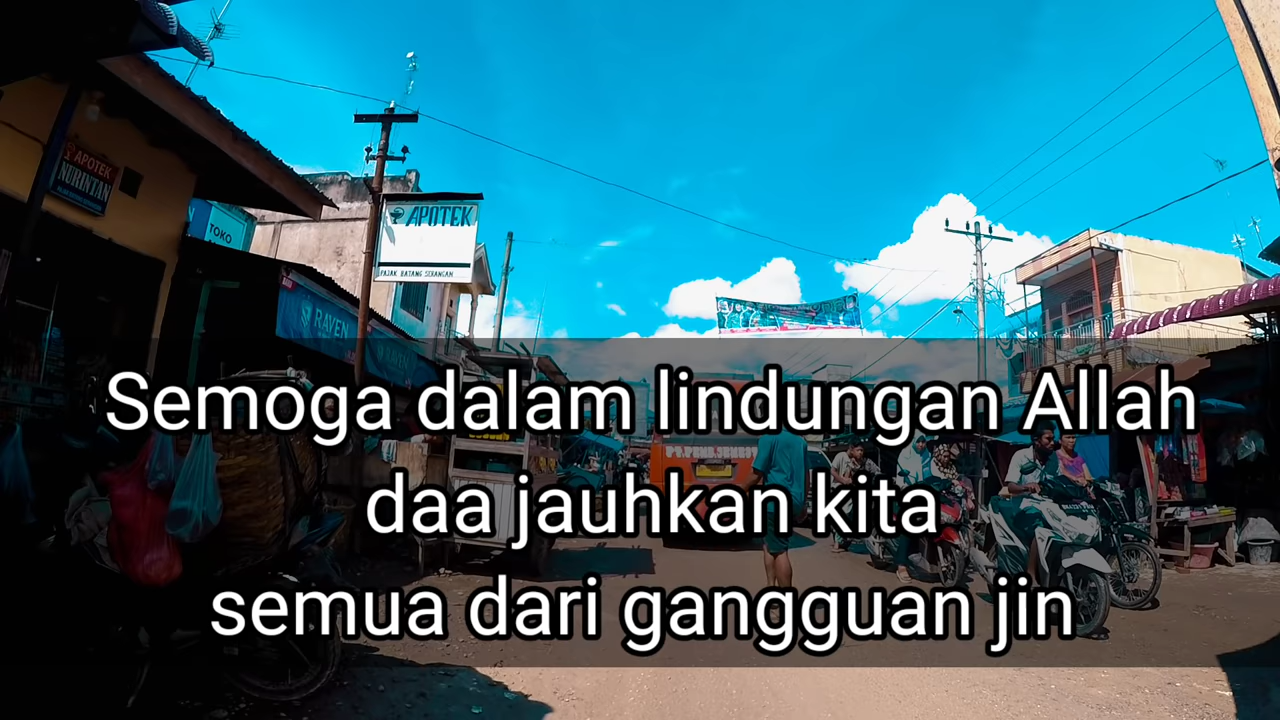 APOTEK
NURINTAN
TOKO
APOTEK
PAJAK BATANG SERANGAN
RAVEN
Semoga dalam lindungan Allah
daa jauhkan kita
semua dari gangguan jin